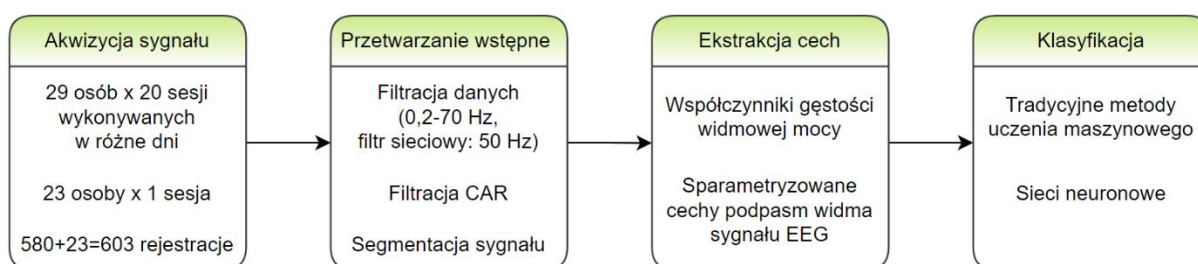 Akwizycja sygnału
29 osób x 20 sesji
wykonywanych
w różne dni
23 osoby x 1 sesja
580+23=603 rejestracje
Przetwarzanie wstępne
Filtracja danych
(0,2-70 Hz,
filtr sieciowy: 50 Hz)
Filtracja CAR
Segmentacja sygnału
Ekstrakcja cech
Współczynniki gęstości
widmowej mocy
Sparametryzowane
cechy podpasm widma
sygnału EEG
Klasyfikacja
Tradycyjne metody
uczenia maszynowego
Sieci neuronowe